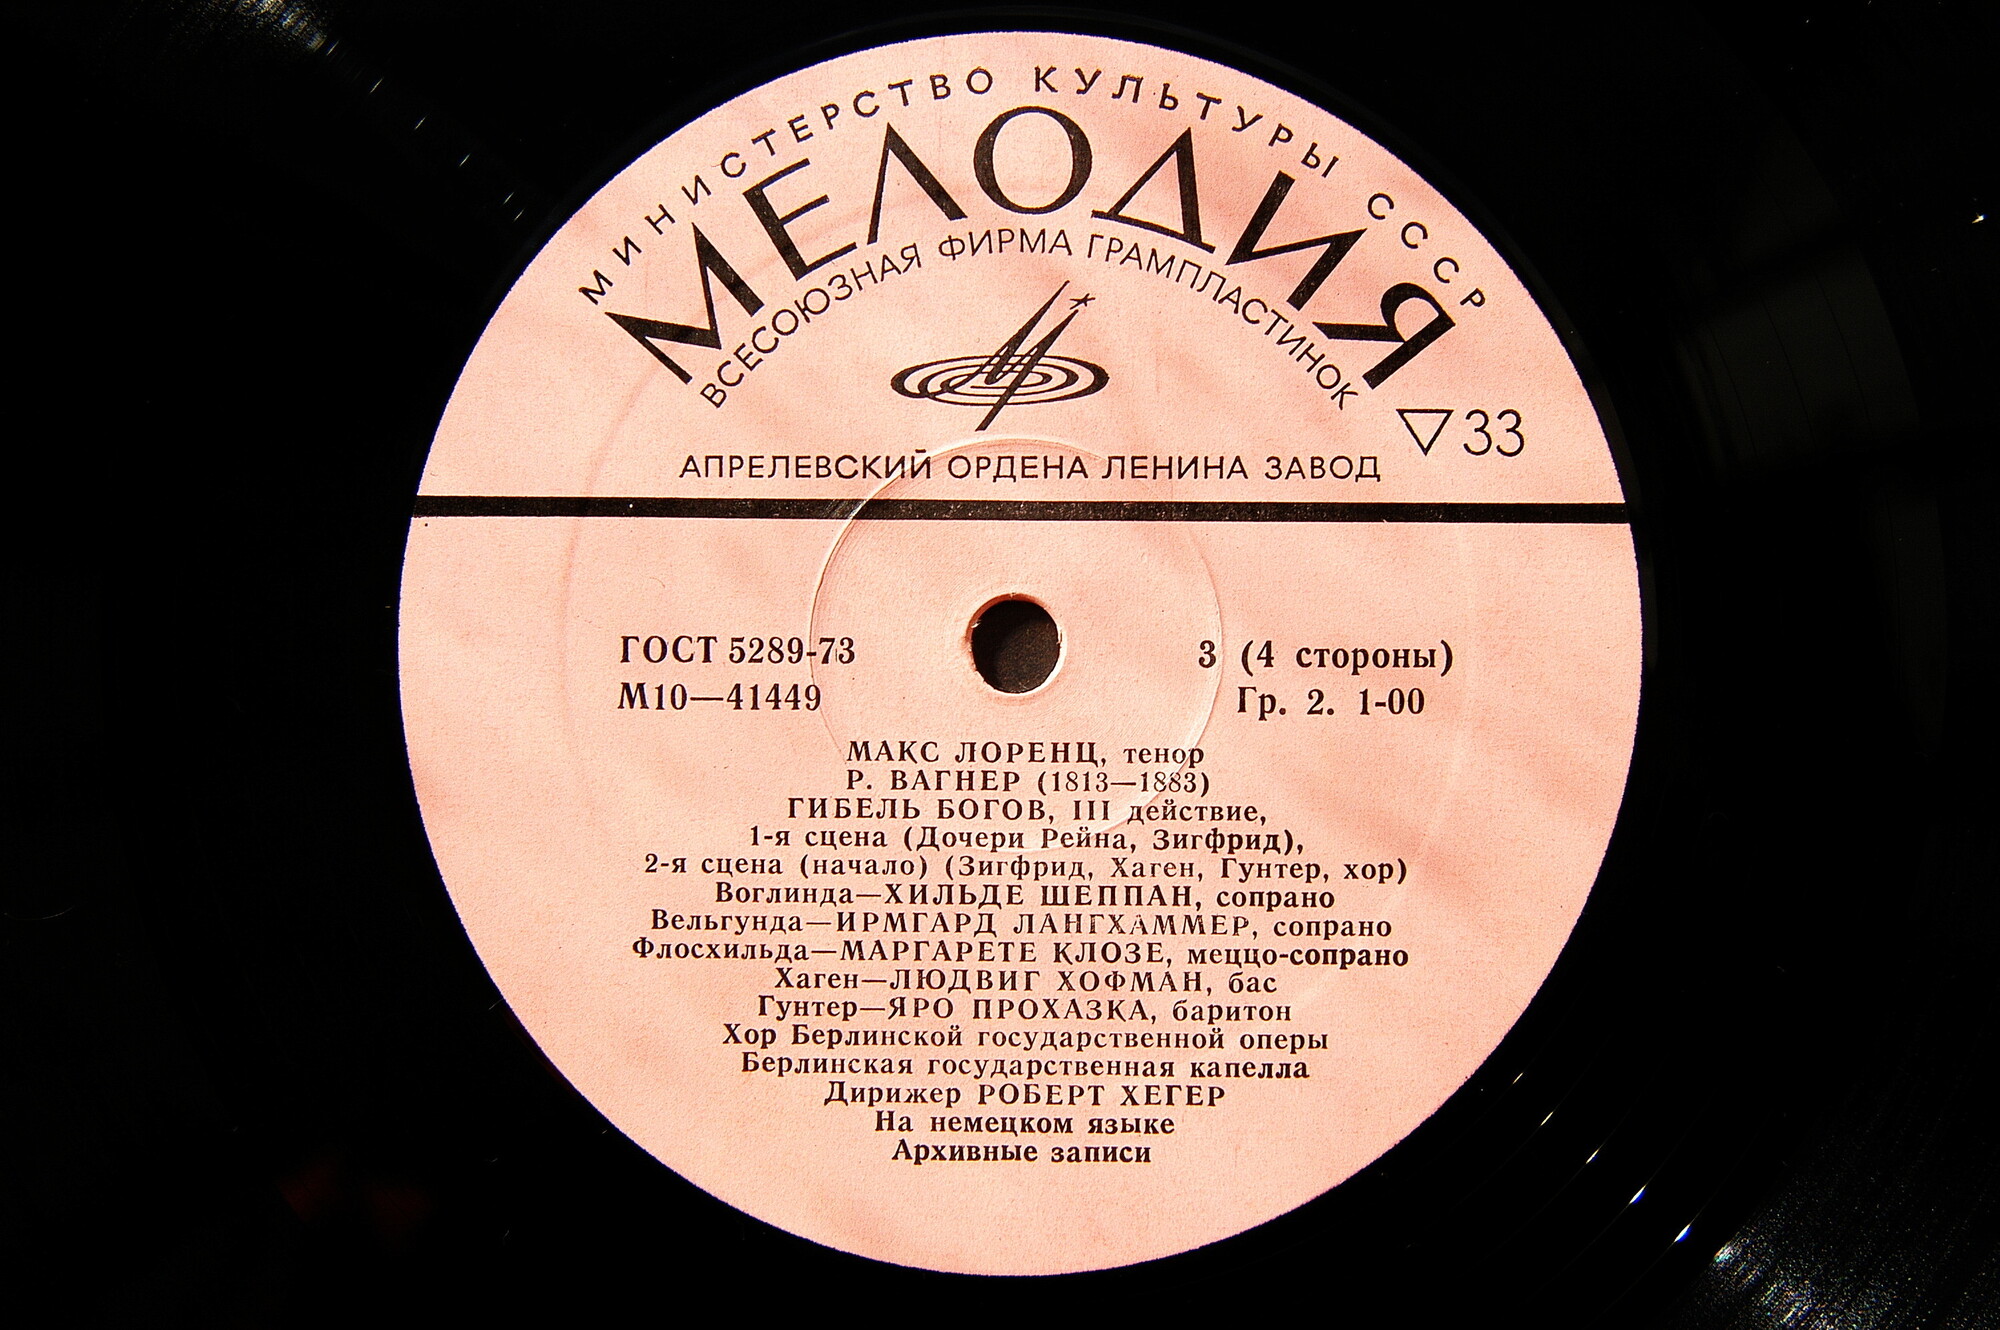 МИНИСТЕРСТВО КУЛЬТУРЫ СССР
МЕЛОДИЯ
ВСЕСОЮЗНАЯ ФИРМА ГРАМПЛАСТИНОК
▽33
АПРЕЛЕВСКИЙ ОРДЕНА ЛЕНИНА ЗАВОД
ГОСТ 5289-73
М10—41449
3 (4 стороны)
Гр. 2. 1-00
МАКС ЛОРЕНЦ, тенор
Р. ВАГНЕР (1813—1883)
ГИБЕЛЬ БОГОВ, III действие,
1-я сцена (Дочери Рейна, Зигфрид),
2-я сцена (начало) (Зигфрид, Хаген, Гунтер, хор)
Воглинда—ХИЛЬДЕ ШЕППАН, сопрано
Вельгунда—ИРМГАРД ЛАНГХАММЕР, сопрано
Флосхильда—МАРГАРЕТЕ КЛОЗЕ, меццо-сопрано
Хаген—ЛЮДВИГ ХОФМАН, бас
Гунтер—ЯРО ПРОХАЗКА, баритон
Хор Берлинской государственной оперы
Берлинская государственная капелла
Дирижер РОБЕРТ ХЕГЕР
На немецком языке
Архивные записи